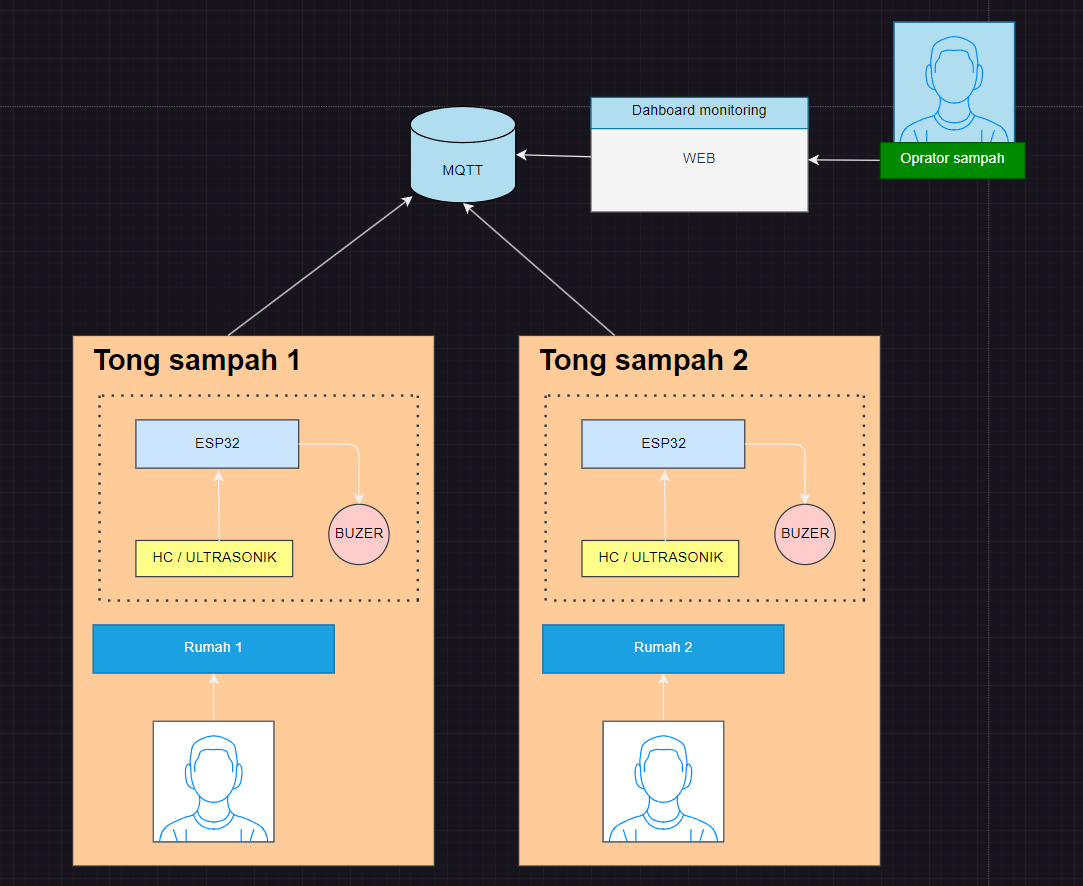 Dahboard monitoring
WEB
Oprator sampah
MQTT
Tong sampah 1
ESP32
BUZER
HC / ULTRASONIK
Rumah 1
Tong sampah 2
ESP32
BUZER
HC / ULTRASONIK
Rumah 2